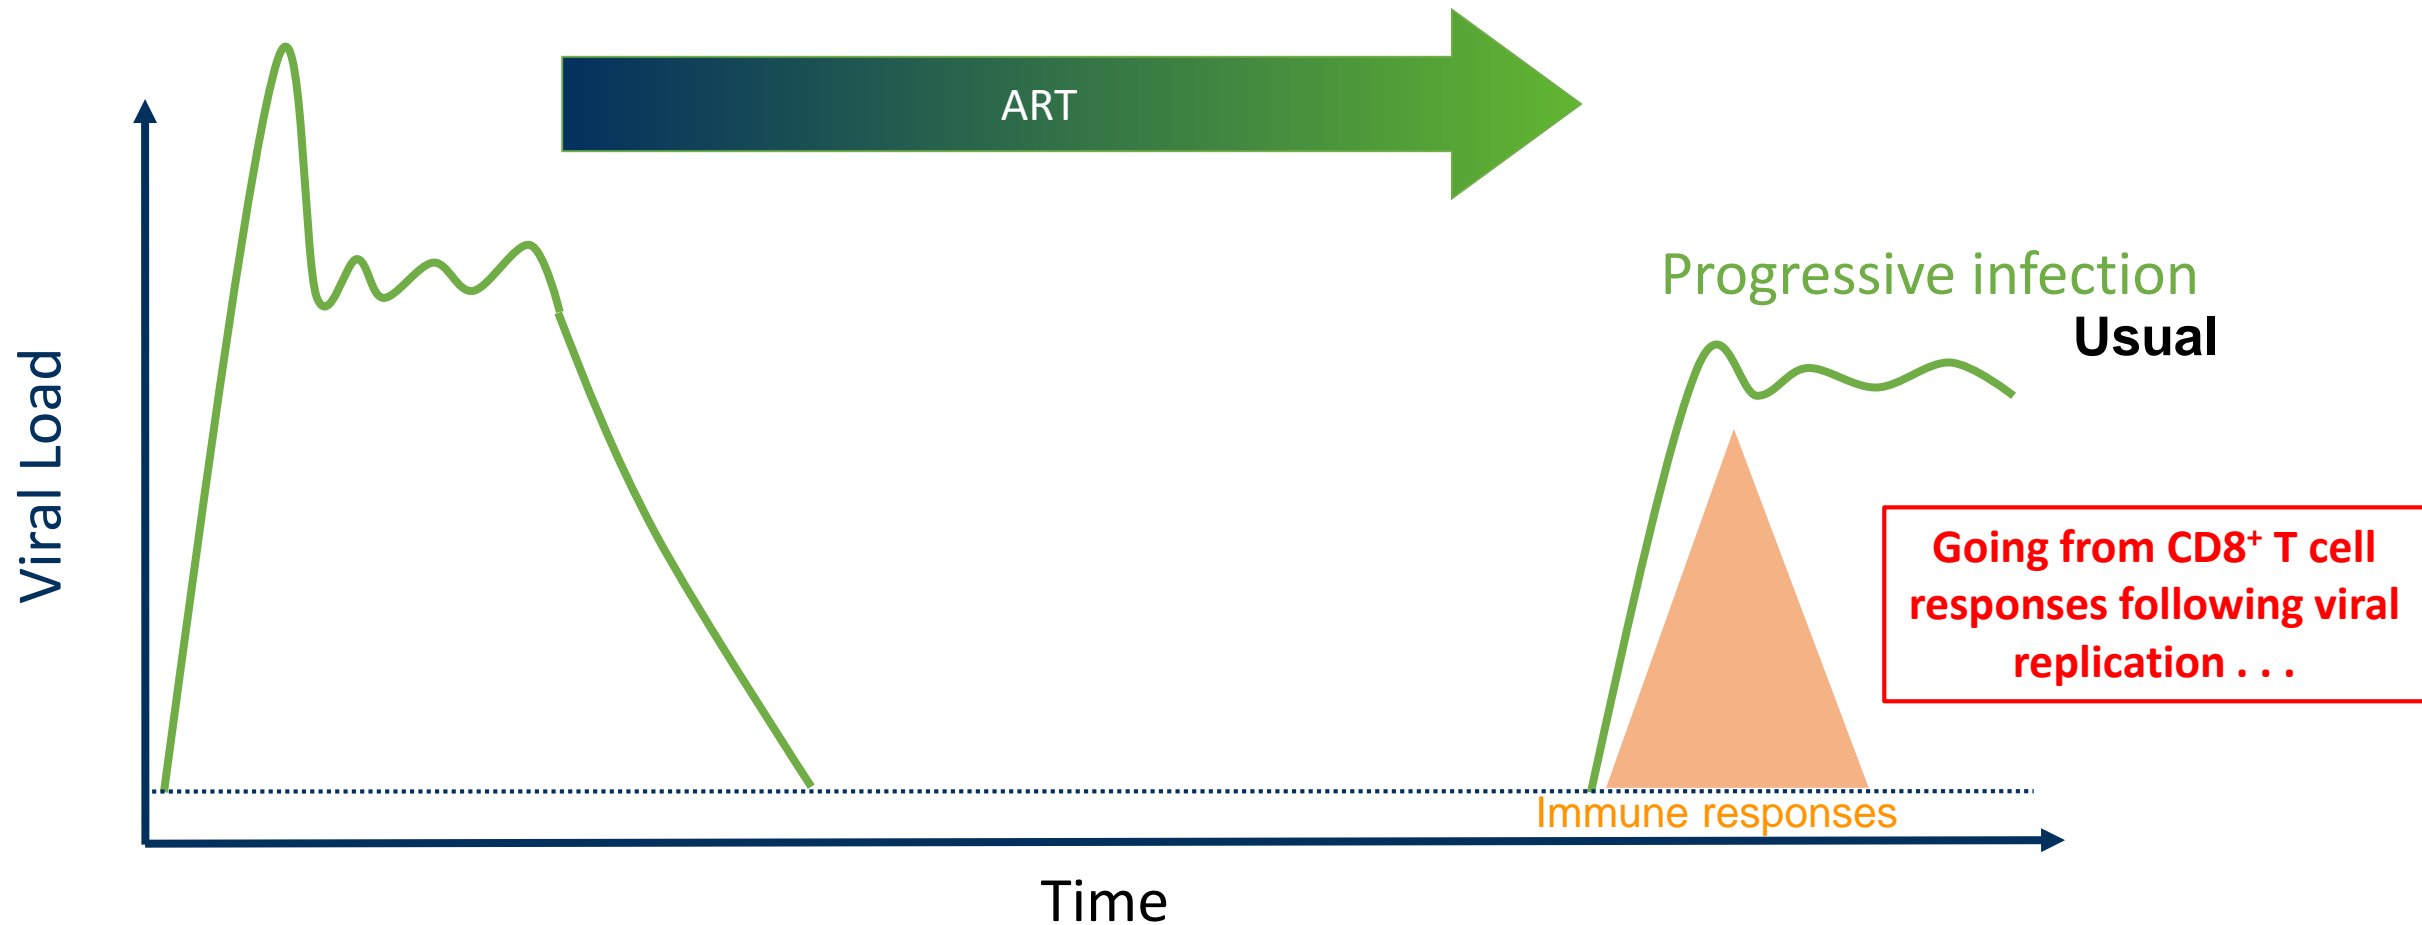 ART
Progressive infection
Usual
Viral Load
Going from CD8⁺ T cell
responses following viral
replication . . .
Immune responses
Time